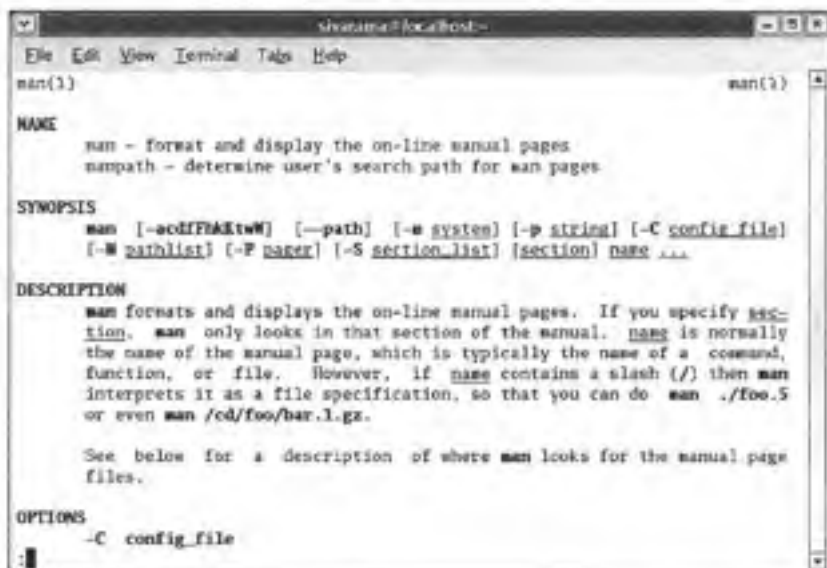 sivarama@localhost:~
File Edit View Terminal Tabs Help
man(1) man(1)
NAME
man - format and display the on-line manual pages
manpath - determine user's search path for man pages
SYNOPSIS
man [-acdfFhkKtwW] [--path] [-m system] [-p string] [-C config_file]
[-M pathlist] [-P pager] [-S section_list] [section] name ...
DESCRIPTION
man formats and displays the on-line manual pages. If you specify sec-
tion, man only looks in that section of the manual. name is normally
the name of the manual page, which is typically the name of a command,
function, or file. However, if name contains a slash (/) then man
interprets it as a file specification, so that you can do man ./foo.5
or even man /cd/foo/bar.1.gz.
See below for a description of where man looks for the manual page
files.
OPTIONS
-C config_file
: